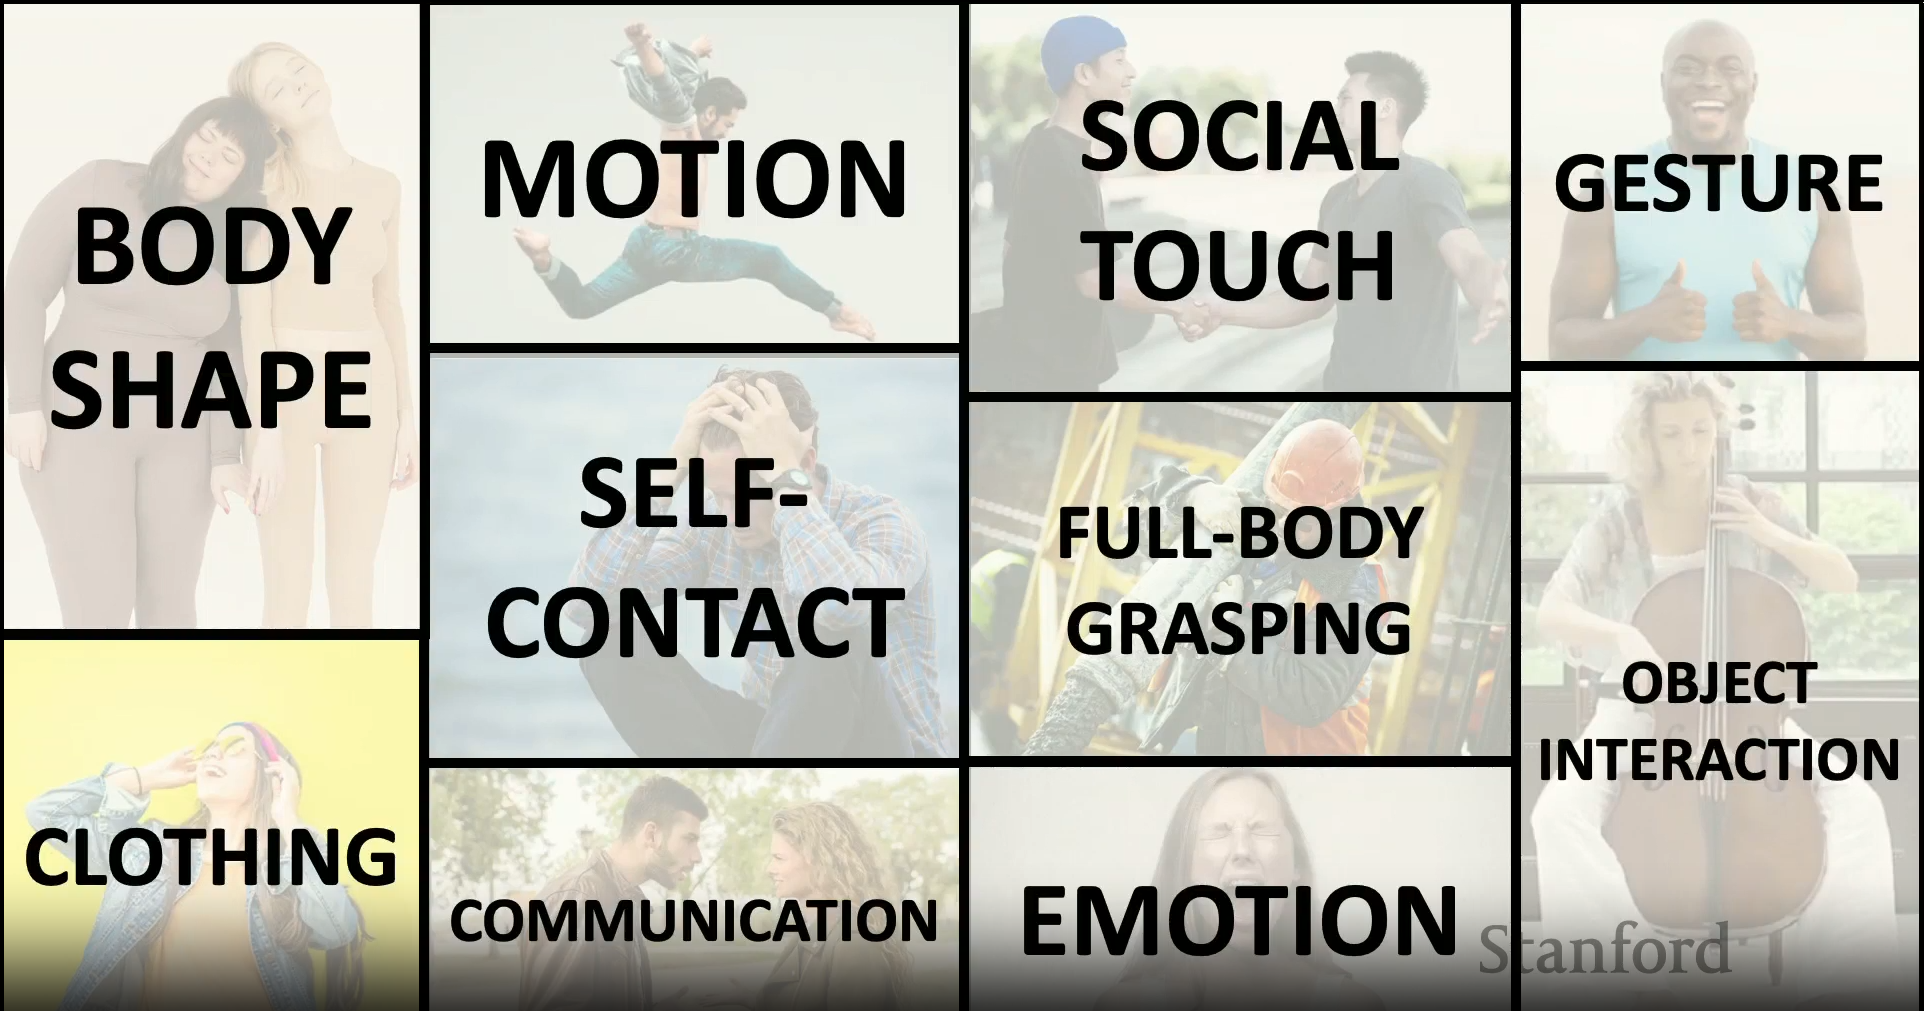 BODY
SHAPE
MOTION
SOCIAL
TOUCH
GESTURE
SELF-
CONTACT
FULL-BODY
GRASPING
OBJECT
INTERACTION
CLOTHING
COMMUNICATION
EMOTION
Stanford